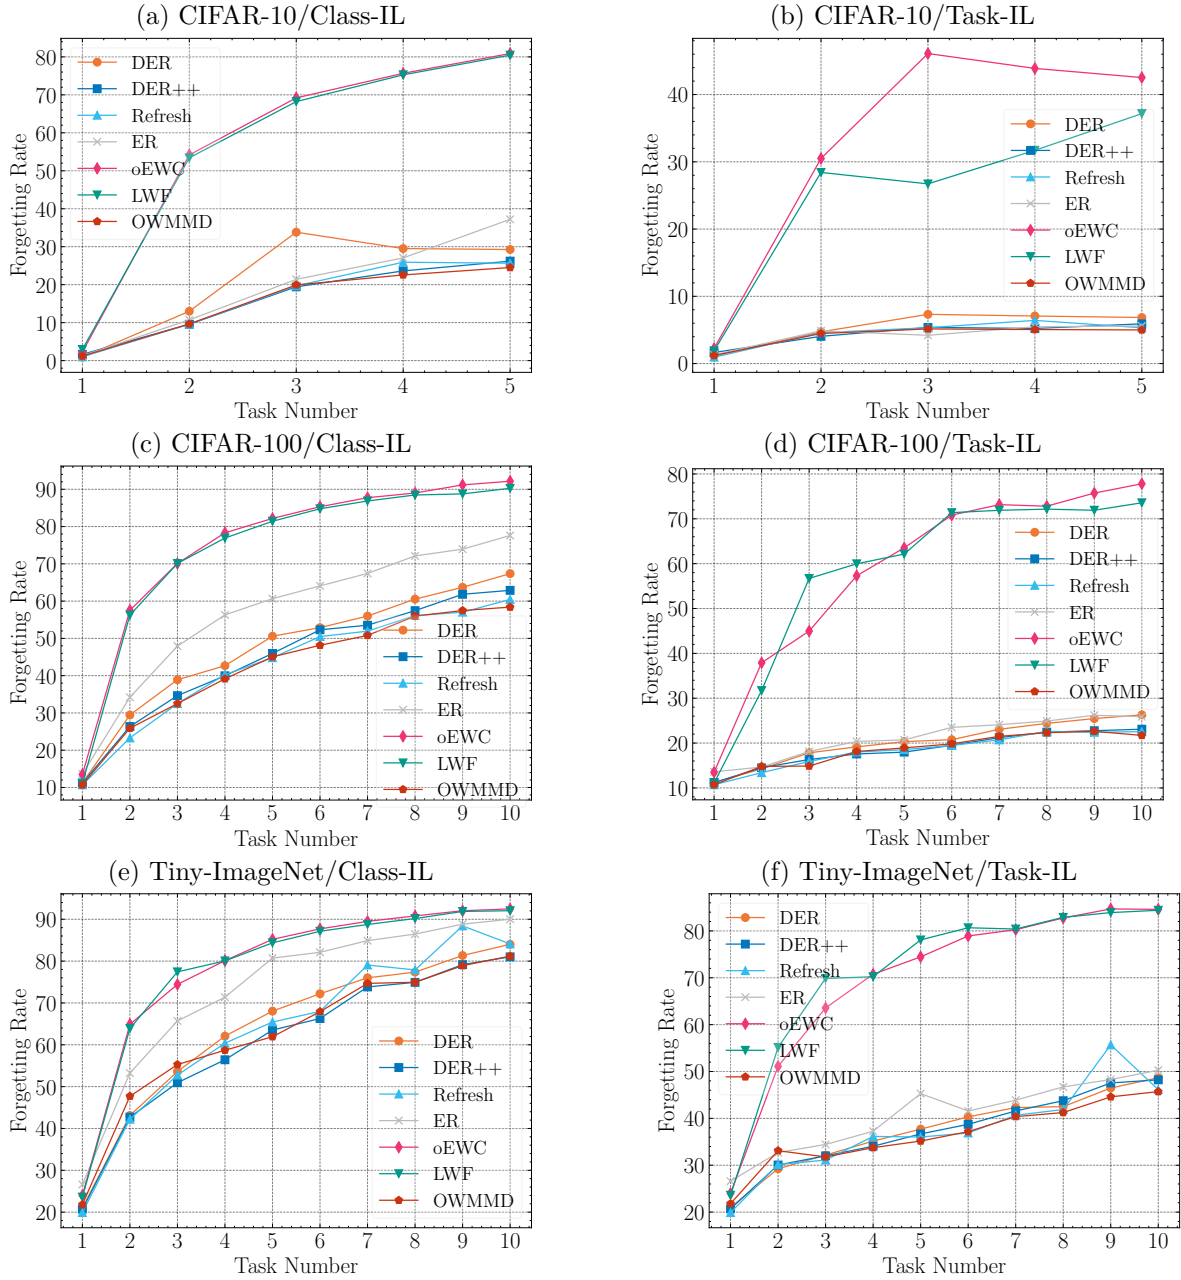 (a) CIFAR-10/Class-IL
Forgetting Rate
80
70
60
50
40
30
20
10
0
DER
DER++
Refresh
ER
oEWC
LWF
OWMMD
1 2 3 4 5
Task Number
(b) CIFAR-10/Task-IL
Forgetting Rate
40
30
20
10
0
DER
DER++
Refresh
ER
oEWC
LWF
OWMMD
1 2 3 4 5
Task Number
(c) CIFAR-100/Class-IL
Forgetting Rate
90
80
70
60
50
40
30
20
10
DER
DER++
Refresh
ER
oEWC
LWF
OWMMD
1 2 3 4 5 6 7 8 9 10
Task Number
(d) CIFAR-100/Task-IL
Forgetting Rate
80
70
60
50
40
30
20
10
DER
DER++
Refresh
ER
oEWC
LWF
OWMMD
1 2 3 4 5 6 7 8 9 10
Task Number
(e) Tiny-ImageNet/Class-IL
Forgetting Rate
90
80
70
60
50
40
30
20
DER
DER++
Refresh
ER
oEWC
LWF
OWMMD
1 2 3 4 5 6 7 8 9 10
Task Number
(f) Tiny-ImageNet/Task-IL
Forgetting Rate
80
70
60
50
40
30
20
DER
DER++
Refresh
ER
oEWC
LWF
OWMMD
1 2 3 4 5 6 7 8 9 10
Task Number